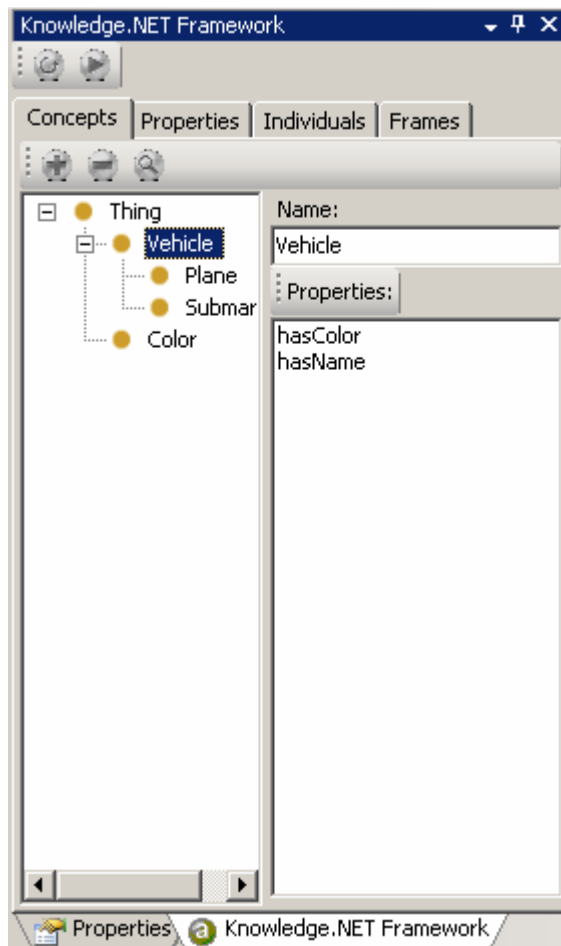 Knowledge.NET Framework
Concepts Properties Individuals Frames
Thing
Vehicle
Plane
Submar
Color
Name:
Vehicle
Properties:
hasColor
hasName
Properties Knowledge.NET Framework